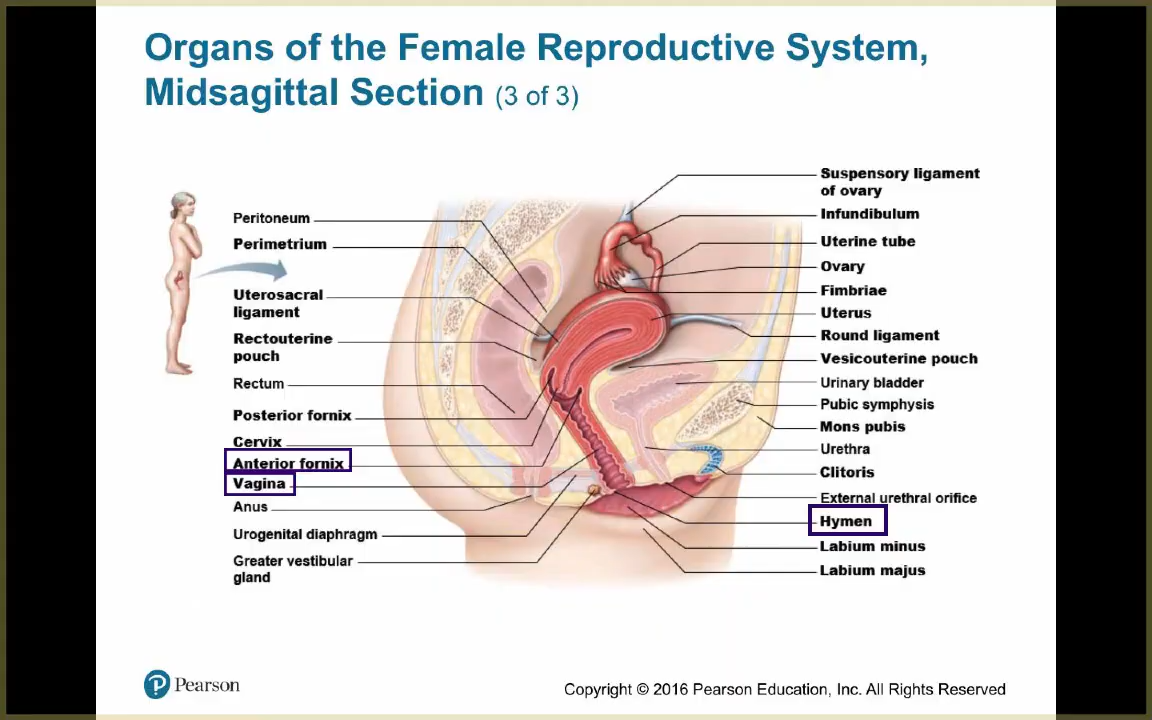 Organs of the Female Reproductive System,
Midsagittal Section (3 of 3)
Peritoneum
Perimetrium
Uterosacral
ligament
Rectouterine
pouch
Rectum
Posterior fornix
Cervix
Anterior fornix
Vagina
Anus
Urogenital diaphragm
Greater vestibular
gland
Suspensory ligament
of ovary
Infundibulum
Uterine tube
Ovary
Fimbriae
Uterus
Round ligament
Vesicouterine pouch
Urinary bladder
Pubic symphysis
Mons pubis
Urethra
Clitoris
External urethral orifice
Hymen
Labium minus
Labium majus
P Pearson
Copyright © 2016 Pearson Education, Inc. All Rights Reserved